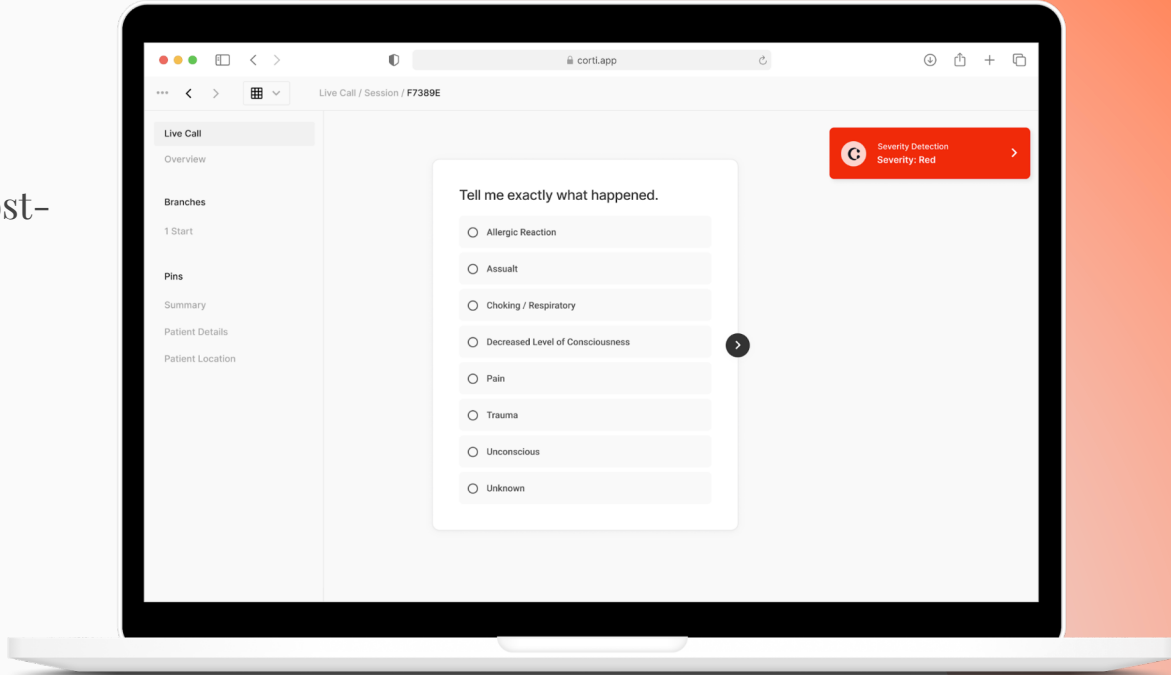 ost-
corti.app
Live Call / Session / F7389E
Live Call
Overview
Branches
1 Start
Pins
Summary
Patient Details
Patient Location
Tell me exactly what happened.
Allergic Reaction
Assualt
Choking / Respiratory
Decreased Level of Consciousness
Pain
Trauma
Unconscious
Unknown
Severity Detection
Severity: Red